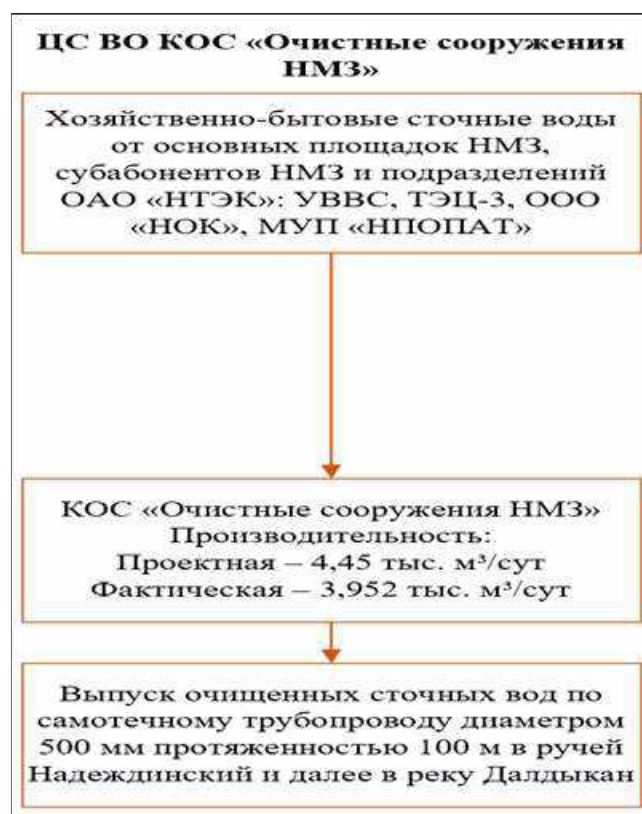 ЦС ВО КОС «Очистные сооружения
НМЗ»
Хозяйственно-бытовые сточные воды
от основных площадок НМЗ,
субабонентов НМЗ и подразделений
ОАО «НТЭК»: УВВС, ТЭЦ-3, ООО
«НОК», МУП «НПОПАТ»
КОС «Очистные сооружения НМЗ»
Производительность:
Проектная – 4,45 тыс. м³/сут
Фактическая – 3,952 тыс. м³/сут
Выпуск очищенных сточных вод по
самотечному трубопроводу диаметром
500 мм протяженностью 100 м в ручей
Надеждинский и далее в реку Далдыкан